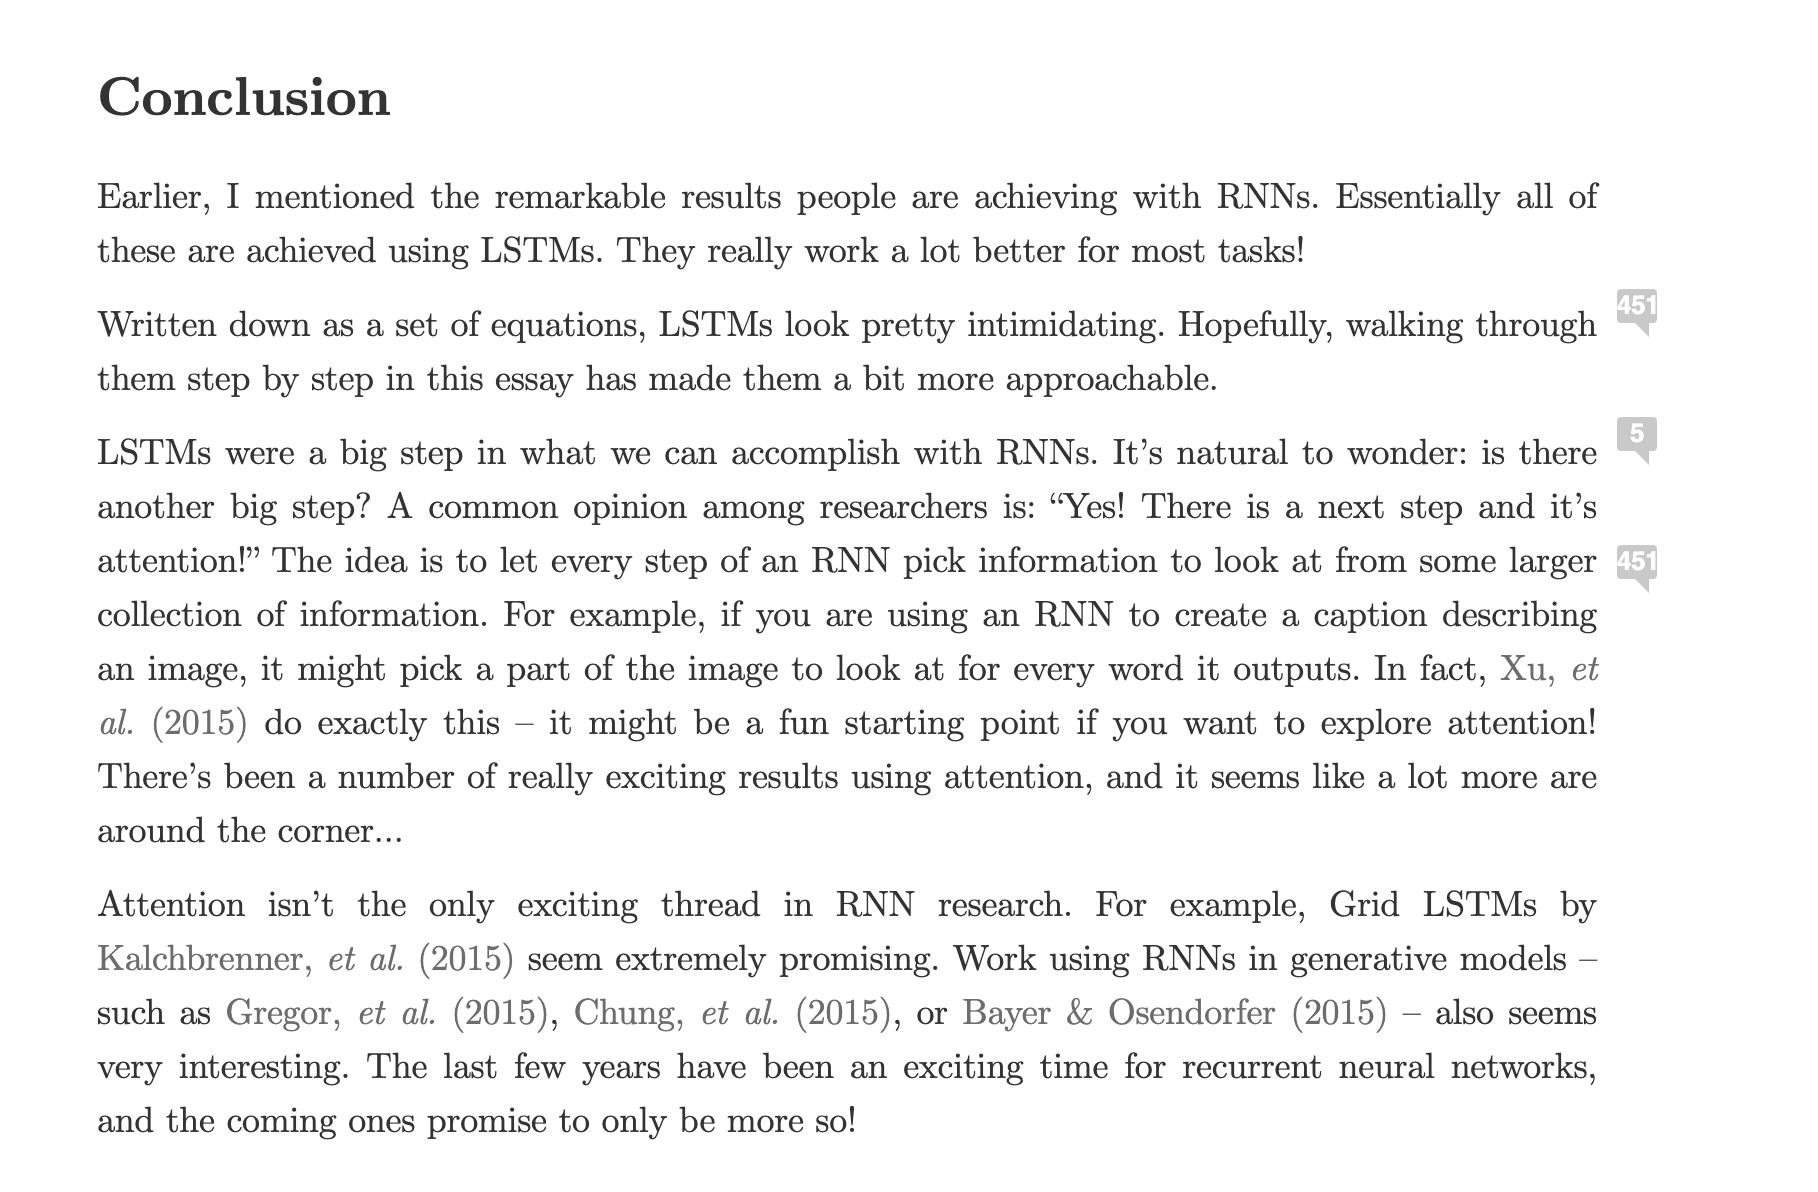 Conclusion
Earlier, I mentioned the remarkable results people are achieving with RNNs. Essentially all of
these are achieved using LSTMs. They really work a lot better for most tasks!
451
Written down as a set of equations, LSTMs look pretty intimidating. Hopefully, walking through
them step by step in this essay has made them a bit more approachable.
5
LSTMs were a big step in what we can accomplish with RNNs. It’s natural to wonder: is there
another big step? A common opinion among researchers is: “Yes! There is a next step and it’s
attention!” The idea is to let every step of an RNN pick information to look at from some larger
451
collection of information. For example, if you are using an RNN to create a caption describing
an image, it might pick a part of the image to look at for every word it outputs. In fact, Xu, et
al. (2015) do exactly this – it might be a fun starting point if you want to explore attention!
There’s been a number of really exciting results using attention, and it seems like a lot more are
around the corner...
Attention isn’t the only exciting thread in RNN research. For example, Grid LSTMs by
Kalchbrenner, et al. (2015) seem extremely promising. Work using RNNs in generative models –
such as Gregor, et al. (2015), Chung, et al. (2015), or Bayer & Osendorfer (2015) – also seems
very interesting. The last few years have been an exciting time for recurrent neural networks,
and the coming ones promise to only be more so!